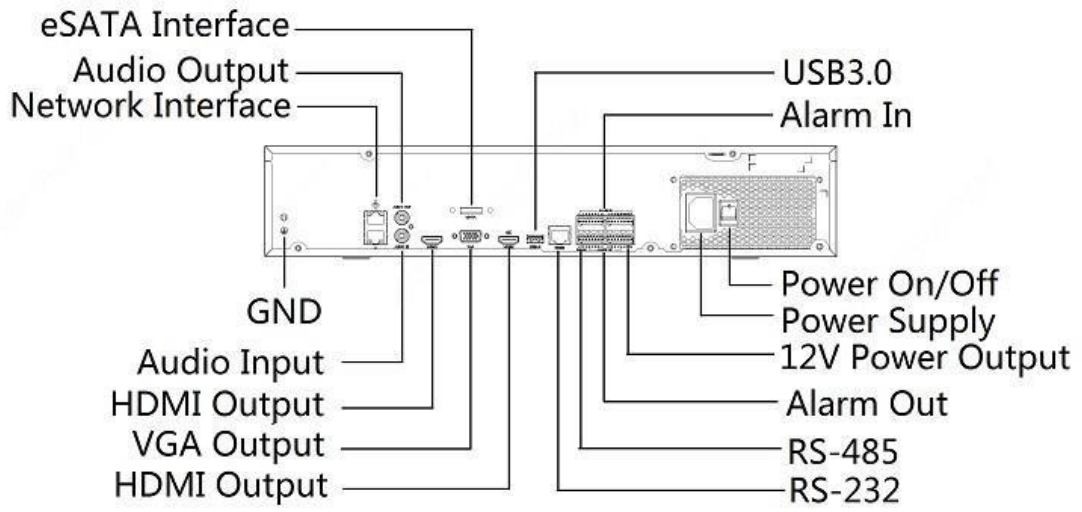 eSATA Interface
Audio Output
Network Interface
USB3.0
Alarm In
GND
Audio Input
HDMI Output
VGA Output
HDMI Output
Power On/Off
Power Supply
12V Power Output
Alarm Out
RS-485
RS-232